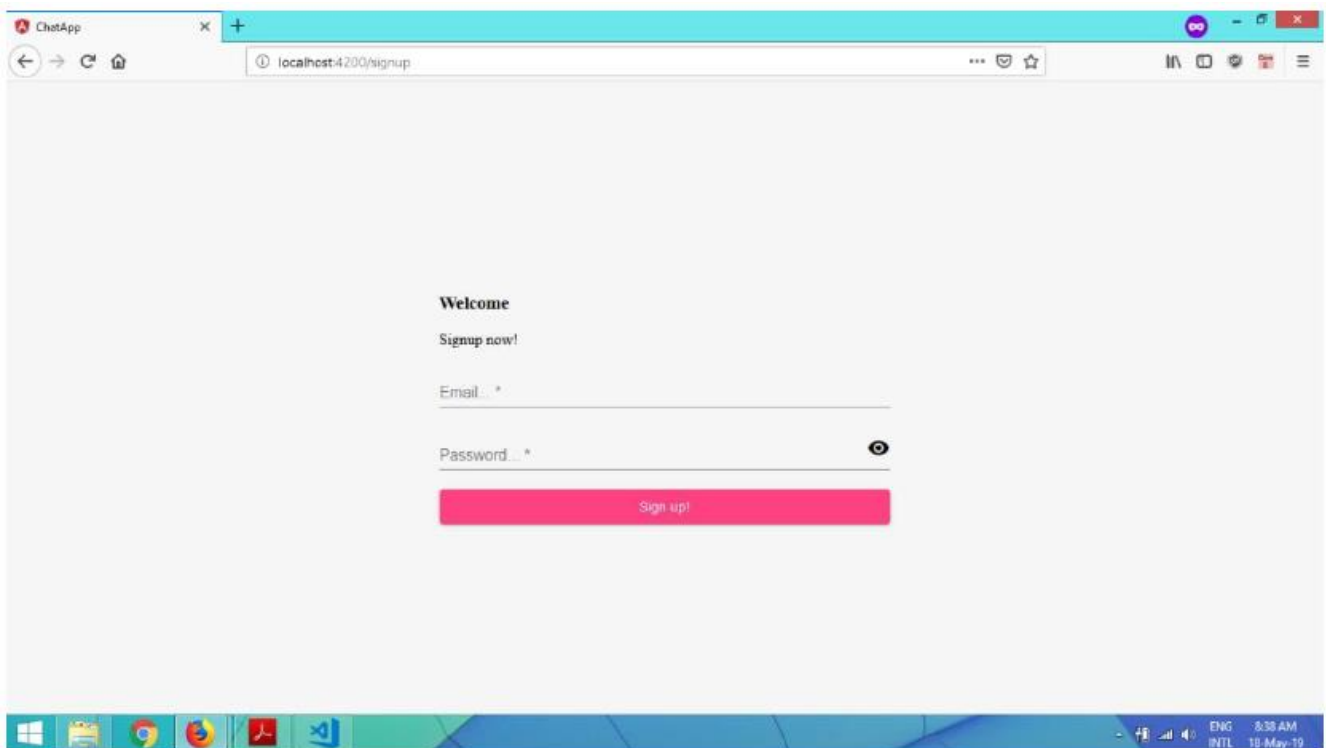 ChatApp
localhost:4200/signup
Welcome
Signup now!
Email... *
Password... *
Sign up!
ENG
8:38 AM
INTL
18-May-19